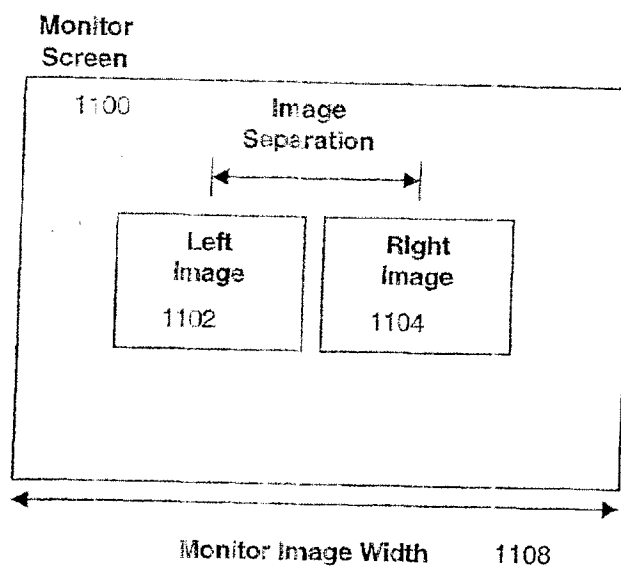 Monitor
Screen
1100
Image
Separation
Left
Image
1102
Right
Image
1104
Monitor Image Width 1108